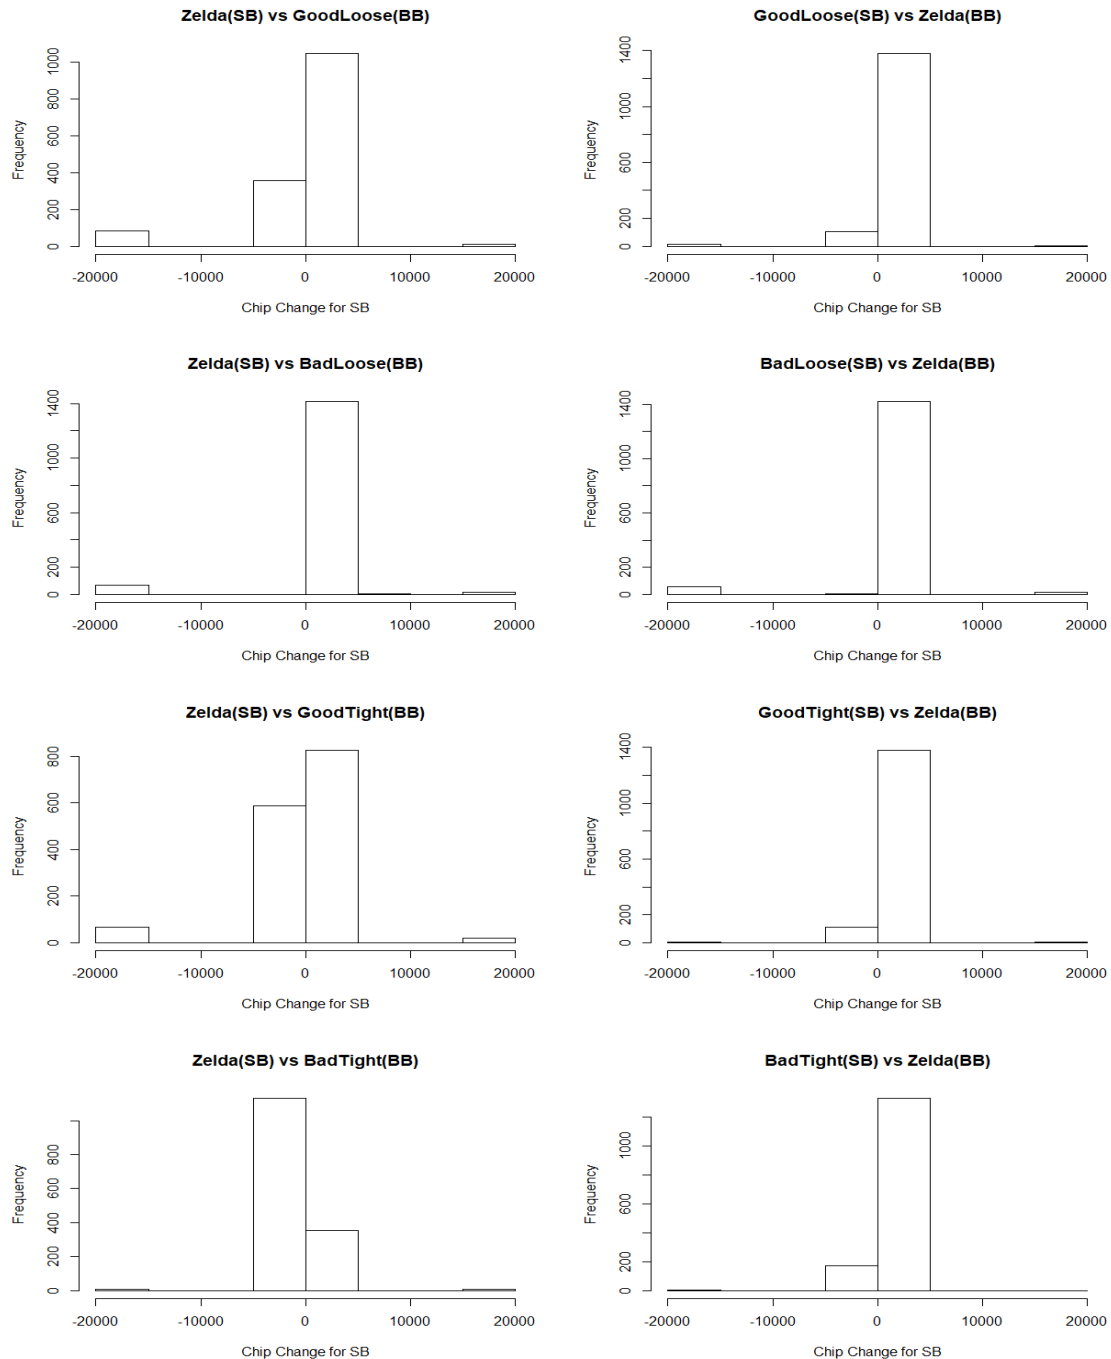 Zelda(SB) vs GoodLoose(BB)
Frequency
0 200 400 600 800 1000
-20000 -10000 0 10000 20000
Chip Change for SB
GoodLoose(SB) vs Zelda(BB)
Frequency
0 200 600 1000 1400
-20000 -10000 0 10000 20000
Chip Change for SB
Zelda(SB) vs BadLoose(BB)
Frequency
0 200 600 1000 1400
-20000 -10000 0 10000 20000
Chip Change for SB
BadLoose(SB) vs Zelda(BB)
Frequency
0 200 600 1000 1400
-20000 -10000 0 10000 20000
Chip Change for SB
Zelda(SB) vs GoodTight(BB)
Frequency
0 200 400 600 800
-20000 -10000 0 10000 20000
Chip Change for SB
GoodTight(SB) vs Zelda(BB)
Frequency
0 200 600 1000 1400
-20000 -10000 0 10000 20000
Chip Change for SB
Zelda(SB) vs BadTight(BB)
Frequency
0 200 400 600 800
-20000 -10000 0 10000 20000
Chip Change for SB
BadTight(SB) vs Zelda(BB)
Frequency
0 200 600 1000
-20000 -10000 0 10000 20000
Chip Change for SB